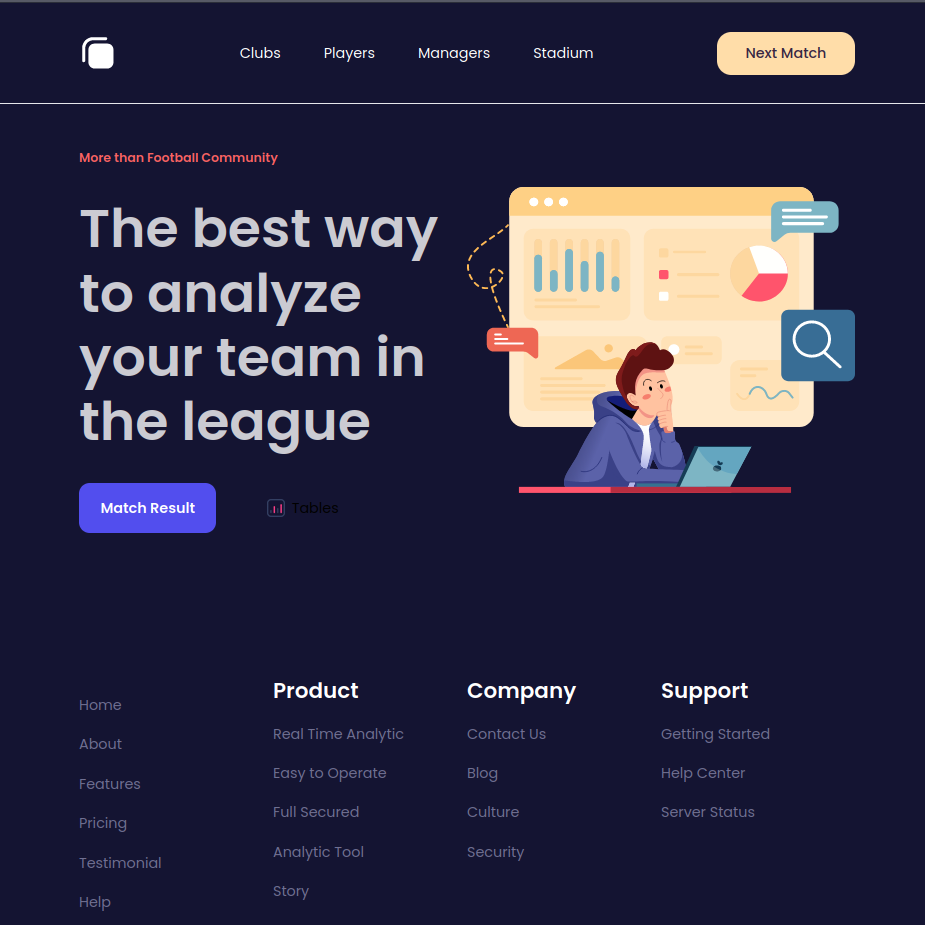 Clubs
Players
Managers
Stadium
Next Match
More than Football Community
The best way
to analyze
your team in
the league
Match Result
Tables
Home
About
Features
Pricing
Testimonial
Help
Product
Real Time Analytic
Easy to Operate
Full Secured
Analytic Tool
Story
Company
Contact Us
Blog
Culture
Security
Support
Getting Started
Help Center
Server Status